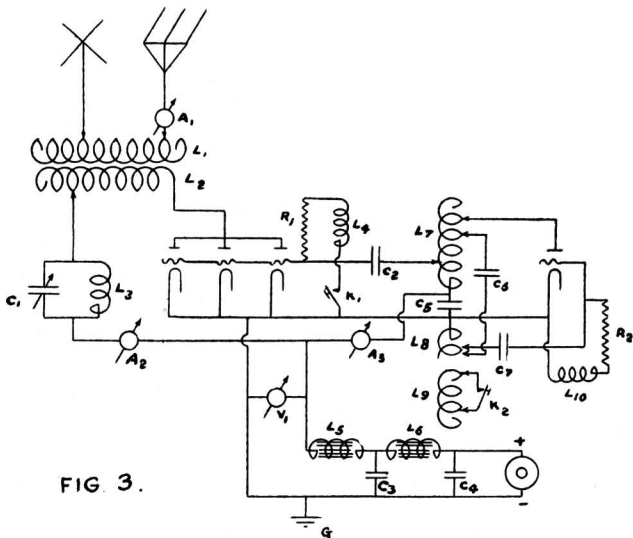 A₁
L₁
L₂
R₁
L₄
L₇
C₂
C₆
K₁
C₅
C₁
L₃
A₂
A₃
L₈
C₇
R₂
L₁₀
L₉
K₂
V₁
L₅
L₆
+
C₃
C₄
-
FIG 3.
G